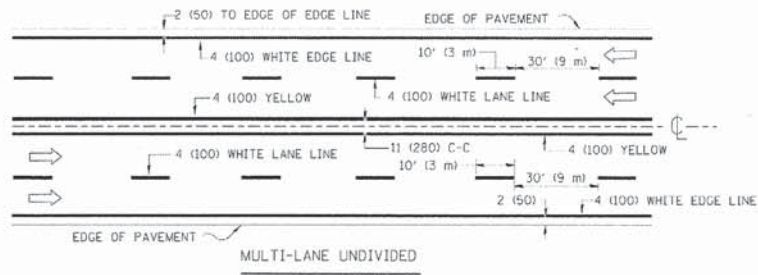 2 (50) TO EDGE OF EDGE LINE
EDGE OF PAVEMENT
4 (100) WHITE EDGE LINE
10' (3 m)
30' (9 m)
4 (100) YELLOW
4 (100) WHITE LANE LINE
CL
4 (100) WHITE LANE LINE
11 (280) C-C
4 (100) YELLOW
10' (3 m)
30' (9 m)
2 (50)
4 (100) WHITE EDGE LINE
EDGE OF PAVEMENT
MULTI-LANE UNDIVIDED